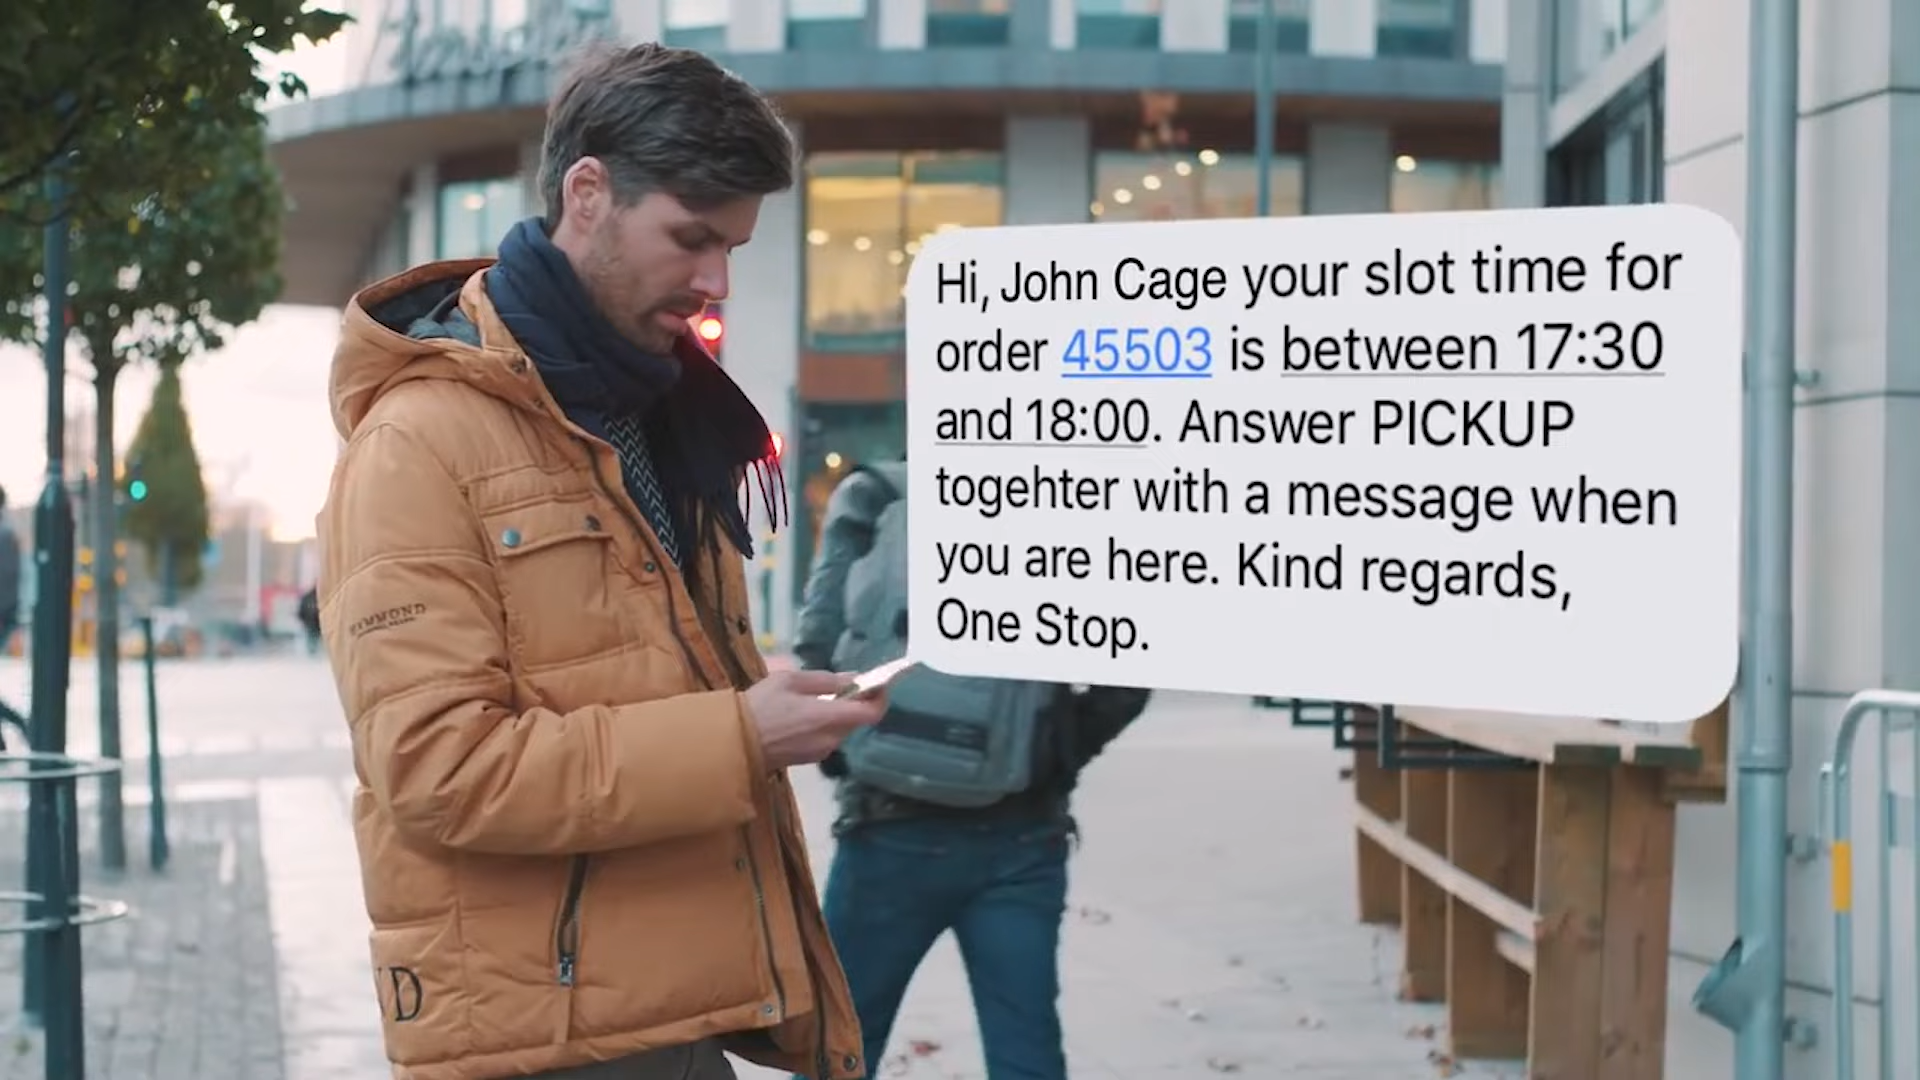 Hi, John Cage your slot time for
order 45503 is between 17:30
and 18:00. Answer PICKUP
togehter with a message when
you are here. Kind regards,
One Stop.